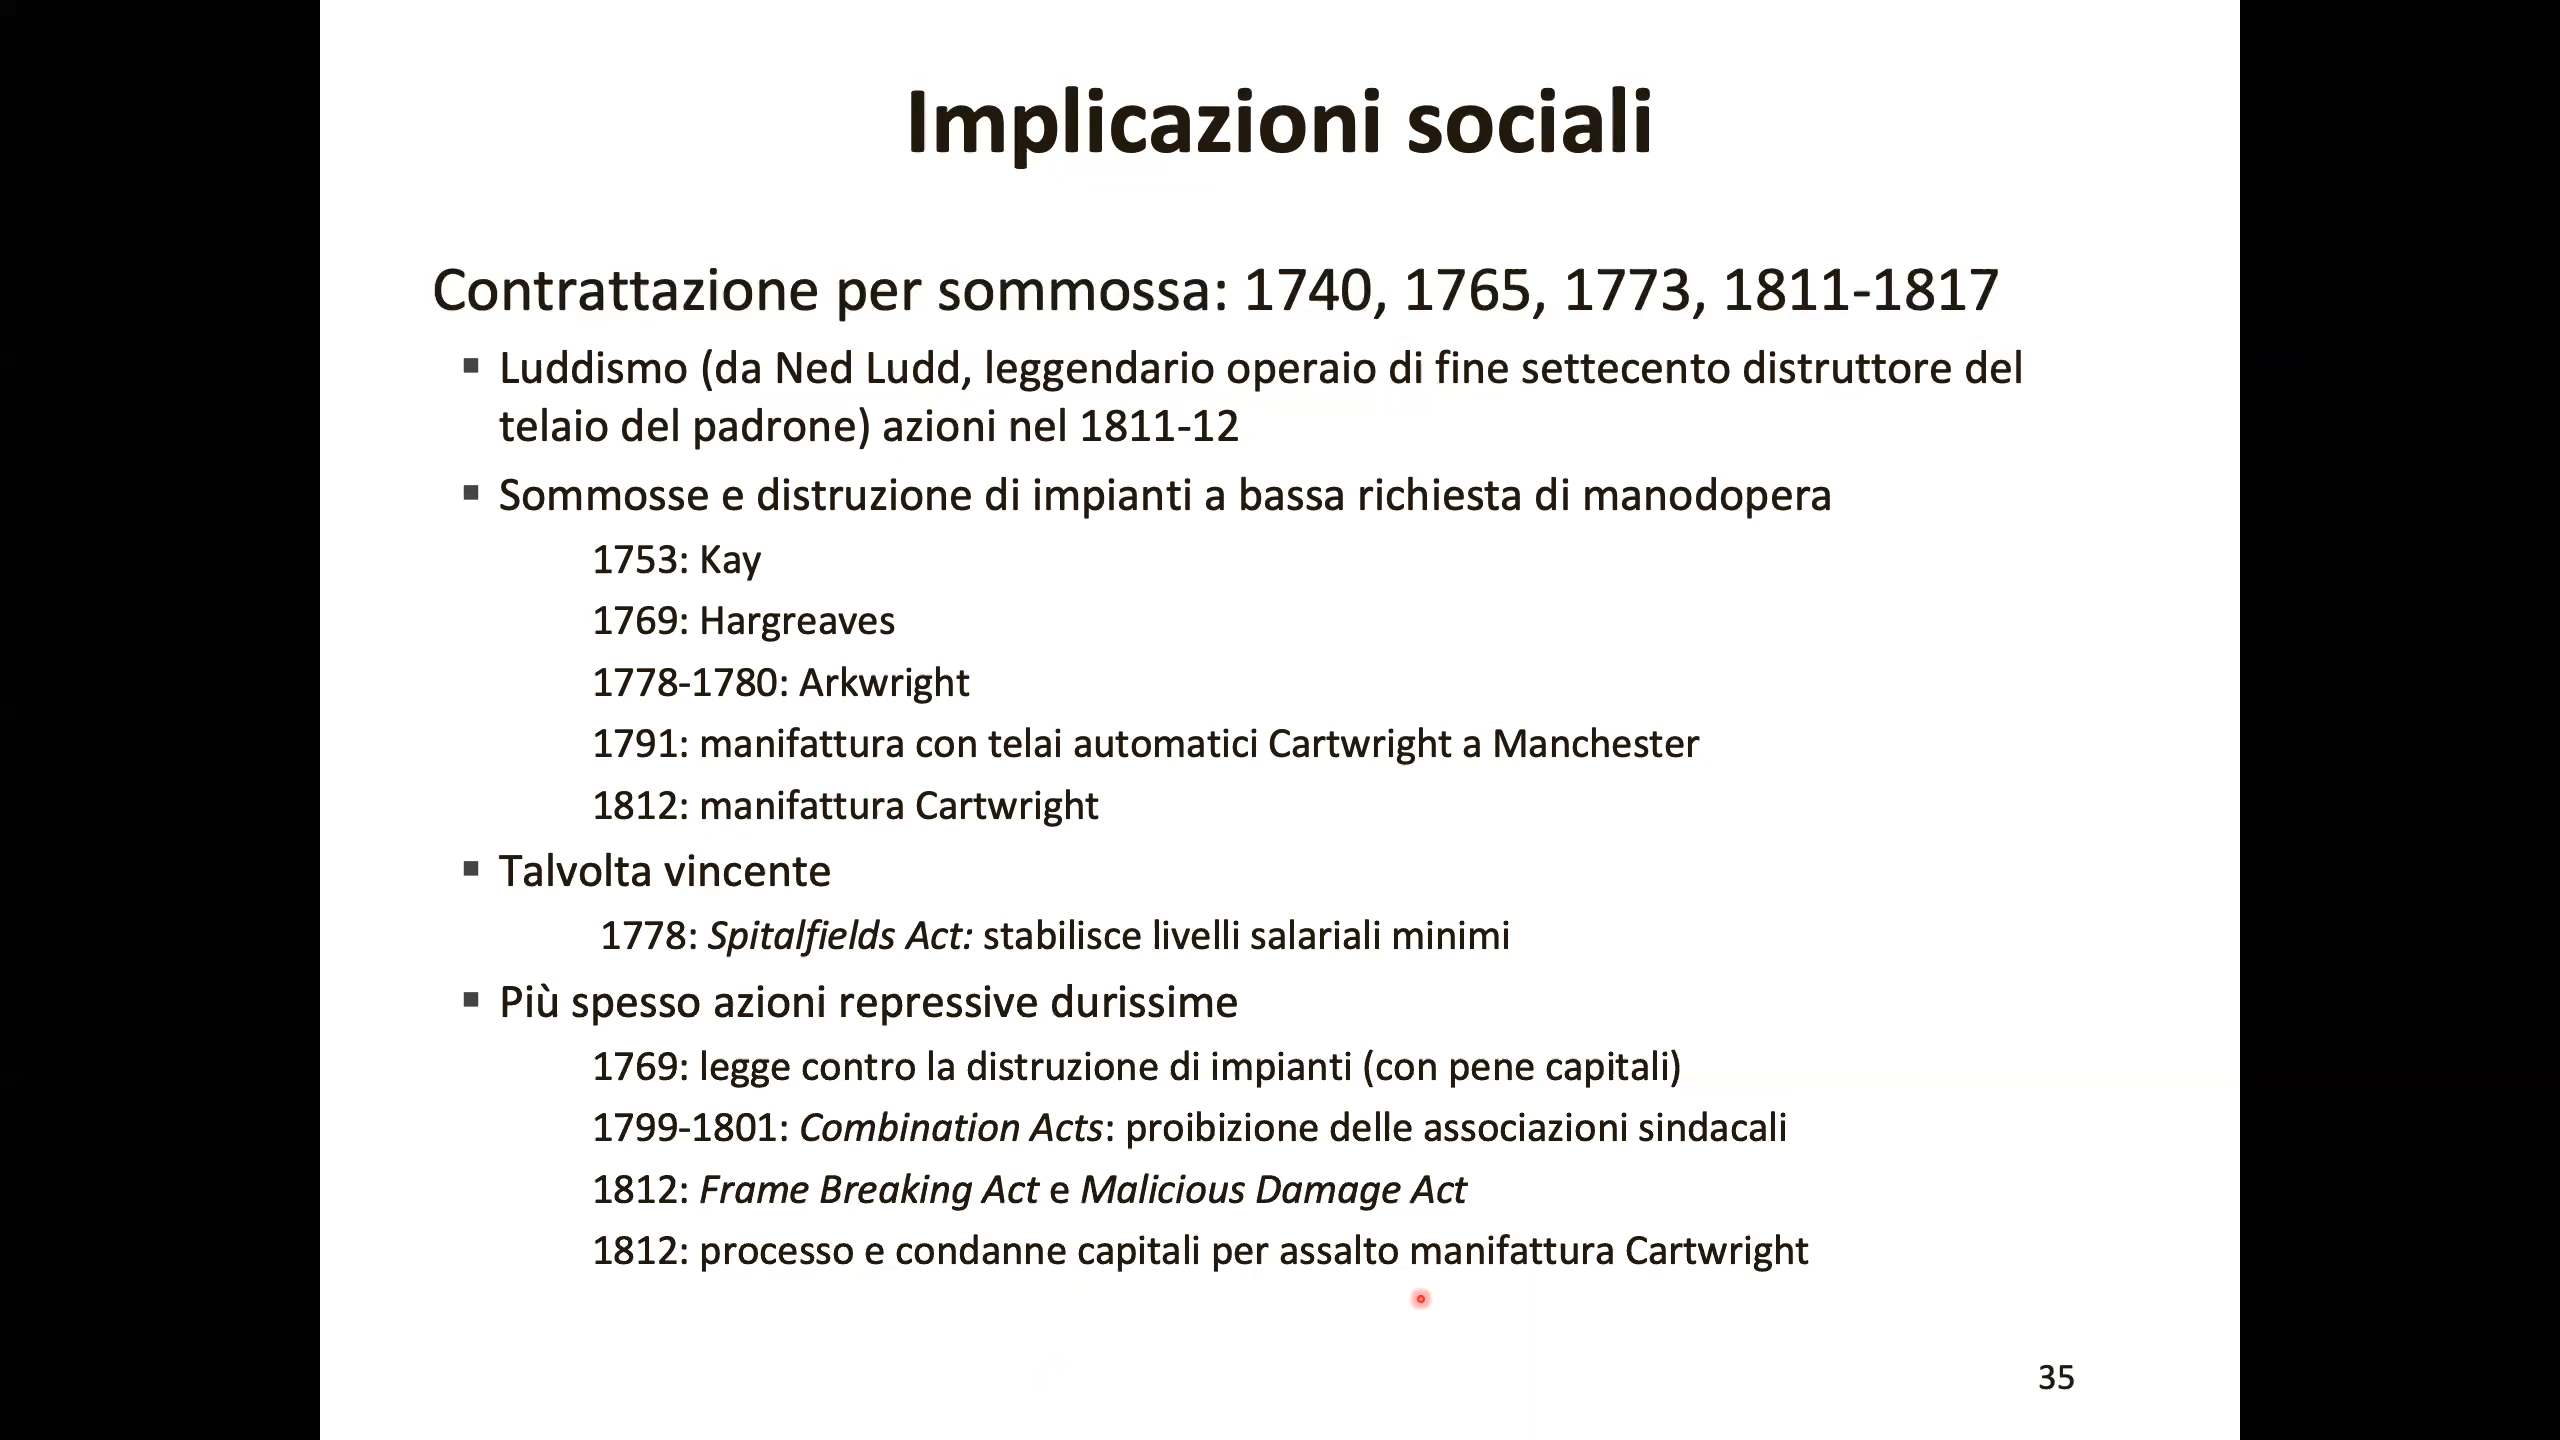 Implicazioni sociali
Contrattazione per sommossa: 1740, 1765, 1773, 1811-1817
▪ Luddismo (da Ned Ludd, leggendario operaio di fine settecento distruttore del
telaio del padrone) azioni nel 1811-12
▪ Sommosse e distruzione di impianti a bassa richiesta di manodopera
1753: Kay
1769: Hargreaves
1778-1780: Arkwright
1791: manifattura con telai automatici Cartwright a Manchester
1812: manifattura Cartwright
▪ Talvolta vincente
1778: Spitalfields Act: stabilisce livelli salariali minimi
▪ Più spesso azioni repressive durissime
1769: legge contro la distruzione di impianti (con pene capitali)
1799-1801: Combination Acts: proibizione delle associazioni sindacali
1812: Frame Breaking Act e Malicious Damage Act
1812: processo e condanne capitali per assalto manifattura Cartwright
35